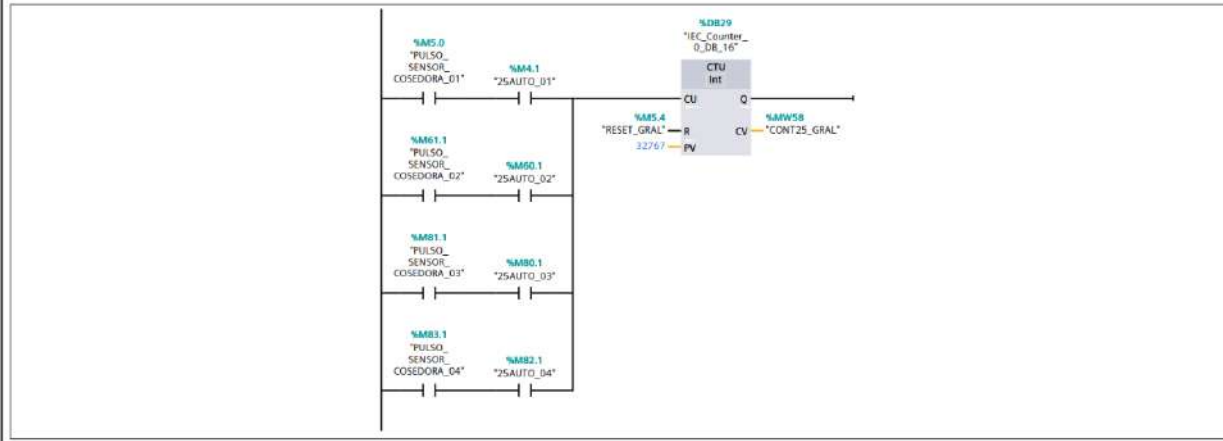 %DB29
"IEC_Counter_
0_DB_16"
%M5.0
"PULSO_
SENSOR_
COSEDORA_01"
%M4.1
"25AUTO_01"
CTU
Int
CU
Q
%M5.4
"RESET_GRAL"
R
%MW58
CV
"CONT25_GRAL"
32767
PV
%M61.1
"PULSO_
SENSOR_
COSEDORA_02"
%M60.1
"25AUTO_02"
%M81.1
"PULSO_
SENSOR_
COSEDORA_03"
%M80.1
"25AUTO_03"
%M83.1
"PULSO_
SENSOR_
COSEDORA_04"
%M82.1
"25AUTO_04"